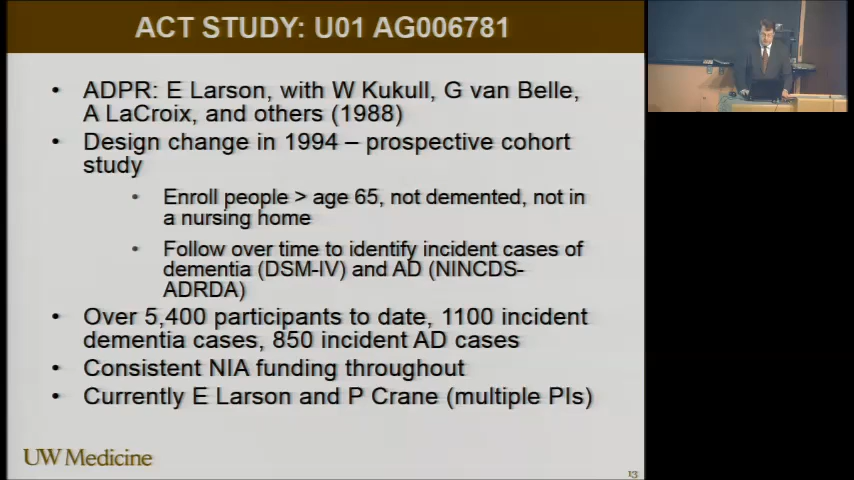 ACT STUDY: U01 AG006781
• ADPR: E Larson, with W Kukull, G van Belle,
A LaCroix, and others (1988)
• Design change in 1994 – prospective cohort
study
• Enroll people > age 65, not demented, not in
a nursing home
• Follow over time to identify incident cases of
dementia (DSM-IV) and AD (NINCDS-
ADRDA)
• Over 5,400 participants to date, 1100 incident
dementia cases, 850 incident AD cases
• Consistent NIA funding throughout
• Currently E Larson and P Crane (multiple PIs)
UW Medicine
13